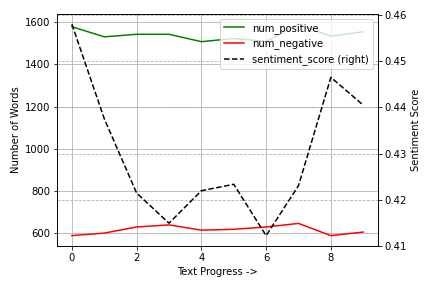 num_positive
num_negative
sentiment_score (right)
1600
1400
1200
1000
800
600
Number of Words
0.46
0.45
0.44
0.43
0.42
0.41
Sentiment Score
0 2 4 6 8
Text Progress ->